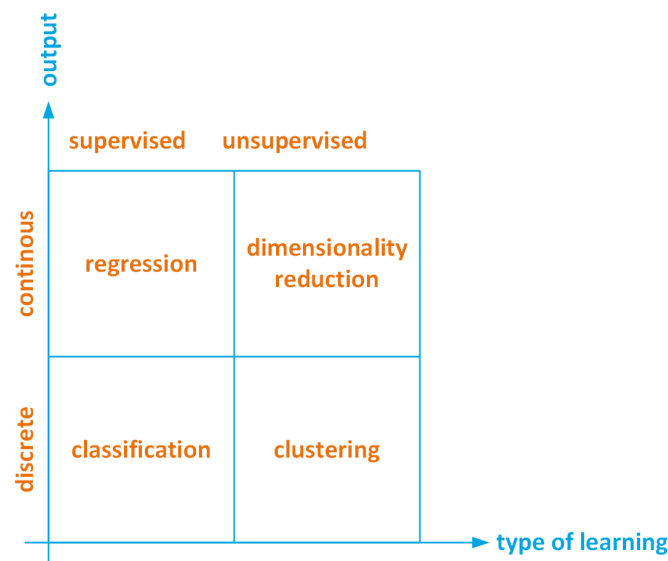 output
supervised
unsupervised
continous
regression
dimensionality
reduction
discrete
classification
clustering
type of learning